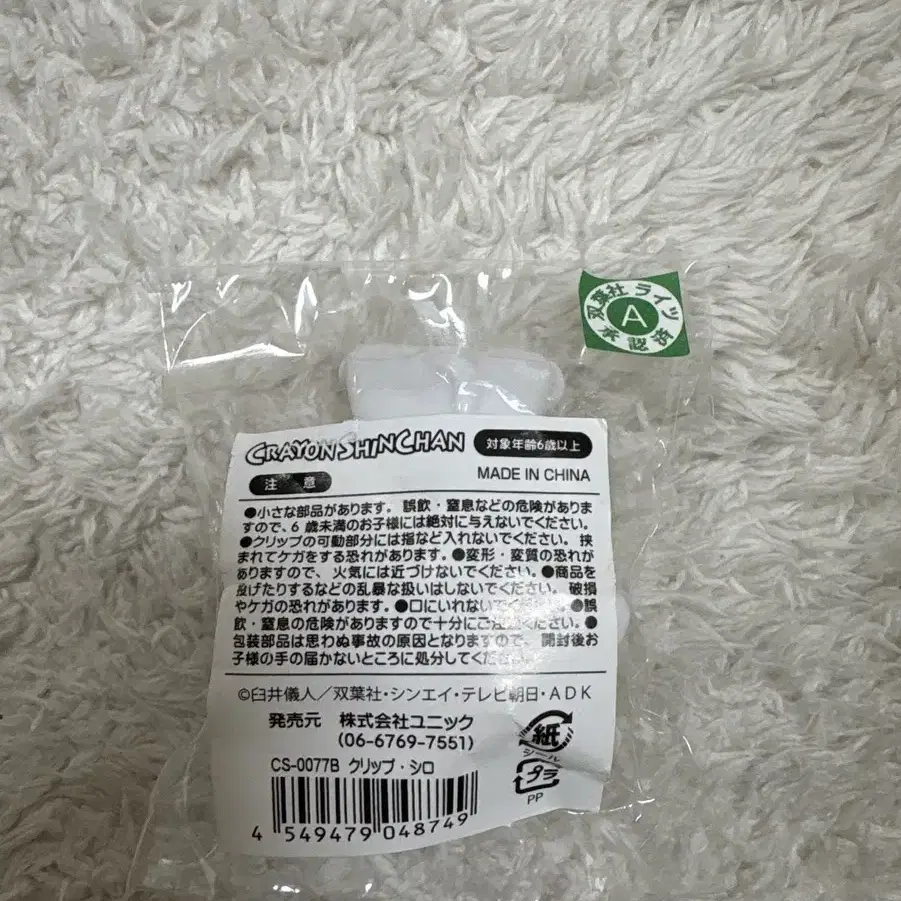 双葉社 ライツ
A
承認済
CRAYON SHINCHAN
対象年齢6歳以上
MADE IN CHINA
注 意
●小さな部品があります。誤飲・窒息などの危険がありま
すので、6 歳未満のお子様には絶対に与えないでください。
●クリップの可動部分には指など入れないでください。挟
まれてケガをする恐れがあります。●変形・変質の恐れが
ありますので、火気には近づけないでください。●商品を
投げたりするなどの乱暴な扱いはしないでください。破損
やケガの恐れがあります。●口にいれないでください。●誤
飲・窒息の危険がありますので十分にご注意ください。●
包装部品は思わぬ事故の原因となりますので、開封後お
子様の手の届かないところに処分してください。
©臼井儀人／双葉社・シンエイ・テレビ朝日・ADK
発売元 株式会社ユニック
(06-6769-7551)
CS-0077B クリップ・シロ
4 549479 048749
紙
シール
プラ
PP